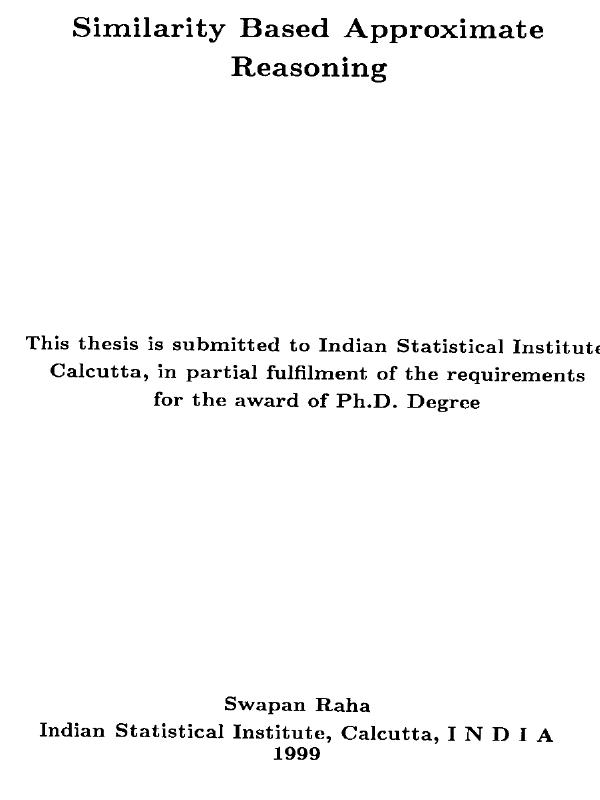 Similarity Based Approximate
Reasoning
This thesis is submitted to Indian Statistical Institute
Calcutta, in partial fulfilment of the requirements
for the award of Ph.D. Degree
Swapan Raha
Indian Statistical Institute, Calcutta, I N D I A
1999